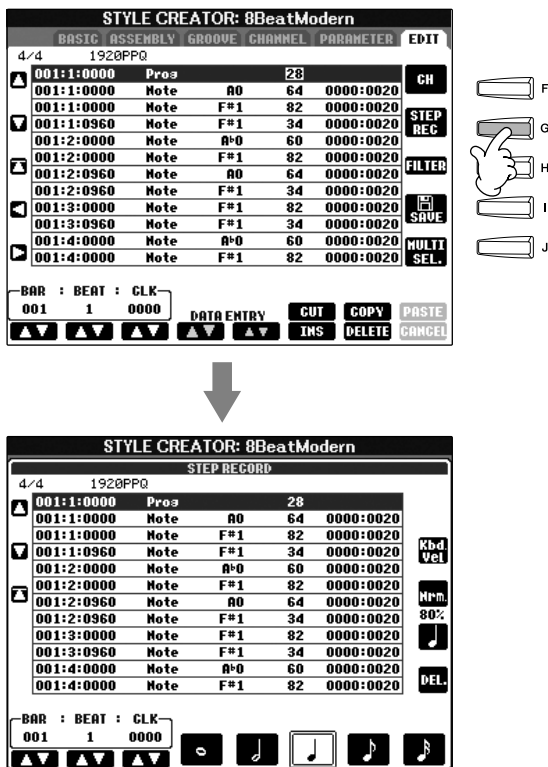 STYLE CREATOR: 8BeatModern
BASIC ASSEMBLY GROOVE CHANNEL PARAMETER EDIT
4/4 1920PPQ
001:1:0000 Prog 28
001:1:0000 Note A0 64 0000:0020
001:1:0000 Note F#1 82 0000:0020
001:1:0960 Note F#1 34 0000:0020
001:2:0000 Note A♭0 60 0000:0020
001:2:0000 Note F#1 82 0000:0020
001:2:0960 Note A0 64 0000:0020
001:2:0960 Note F#1 34 0000:0020
001:3:0000 Note F#1 82 0000:0020
001:3:0960 Note F#1 34 0000:0020
001:4:0000 Note A♭0 60 0000:0020
001:4:0000 Note F#1 82 0000:0020
CH
STEP
REC
FILTER
SAVE
MULTI
SEL.
F
G
H
I
J
BAR : BEAT : CLK
001 1 0000
DATA ENTRY
CUT COPY PASTE
INS DELETE CANCEL
STYLE CREATOR: 8BeatModern
STEP RECORD
4/4 1920PPQ
001:1:0000 Prog 28
001:1:0000 Note A0 64 0000:0020
001:1:0000 Note F#1 82 0000:0020
001:1:0960 Note F#1 34 0000:0020
001:2:0000 Note A♭0 60 0000:0020
001:2:0000 Note F#1 82 0000:0020
001:2:0960 Note A0 64 0000:0020
001:2:0960 Note F#1 34 0000:0020
001:3:0000 Note F#1 82 0000:0020
001:3:0960 Note F#1 34 0000:0020
001:4:0000 Note A♭0 60 0000:0020
001:4:0000 Note F#1 82 0000:0020
Kbd.
Vel
Nrm.
80%
DEL.
BAR : BEAT : CLK
001 1 0000